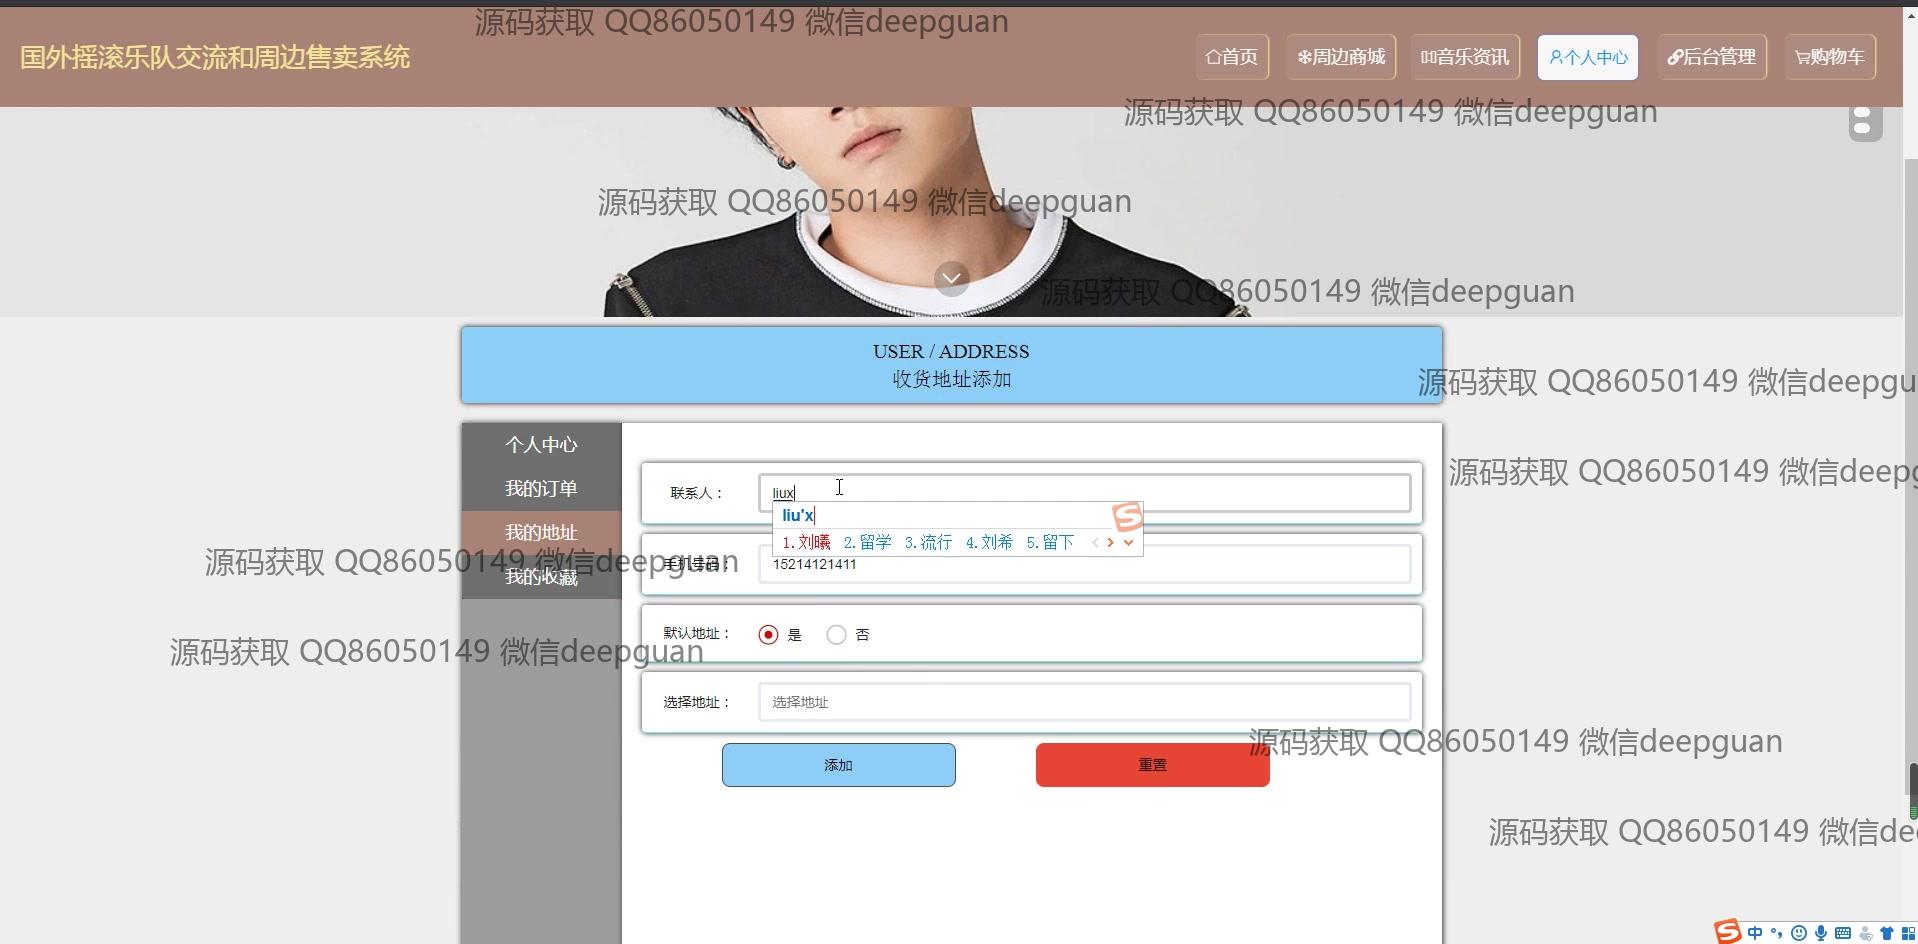 源码获取 QQ86050149 微信deepguan
国外摇滚乐队交流和周边售卖系统
首页 周边商城 音乐资讯 个人中心 后台管理 购物车
源码获取 QQ86050149 微信deepguan
源码获取 QQ86050149 微信deepguan
源码获取 QQ86050149 微信deepguan
USER / ADDRESS
收货地址添加
源码获取 QQ86050149 微信deepgu
个人中心
我的订单
我的地址
我的收藏
源码获取 QQ86050149 微信deepg
联系人：
liux
liu'x
1.刘曦 2.留学 3.流行 4.刘希 5.留下
源码获取 QQ86050149 微信deepguan
手机号码：
15214121411
默认地址：
是 否
源码获取 QQ86050149 微信deepguan
选择地址：
选择地址
源码获取 QQ86050149 微信deepguan
添加
重置
源码获取 QQ86050149 微信de
中